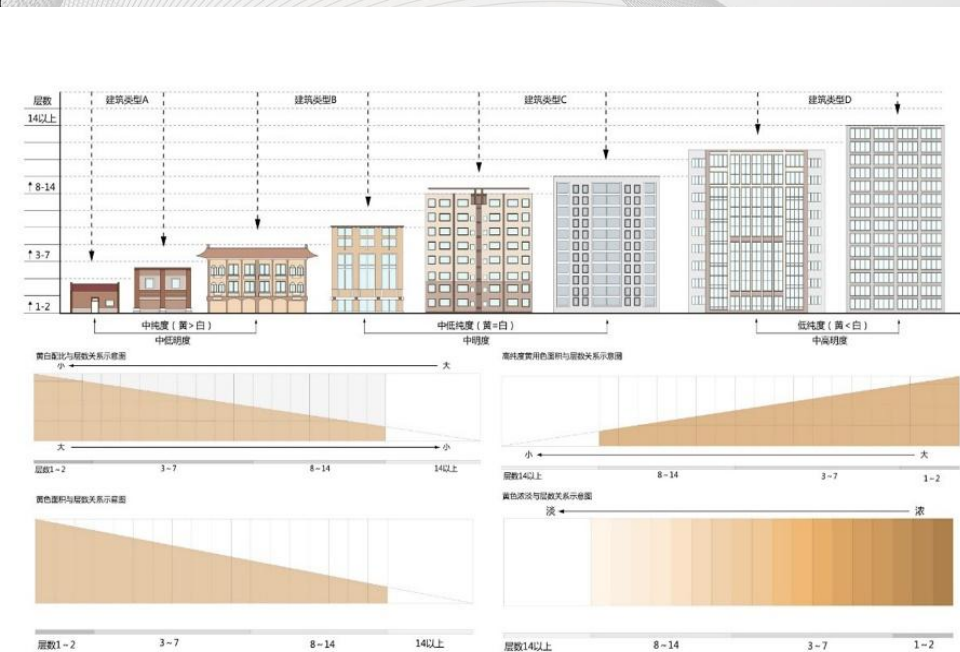 层数 建筑类型A 建筑类型B 建筑类型C 建筑类型D
14以上
8-14
3-7
1-2
中纯度（黄>白） 中低纯度（黄=白） 低纯度（黄<白）
中低明度 中明度 中高明度
黄白配比与层数关系示意图
小 大
大 小
层数1~2 3~7 8~14 14以上
高纯度黄用色面积与层数关系示意图
小 大
层数14以上 8~14 3~7 1~2
黄色面积与层数关系示意图
层数1~2 3~7 8~14 14以上
黄色浓淡与层数关系示意图
淡 浓
层数14以上 8~14 3~7 1~2